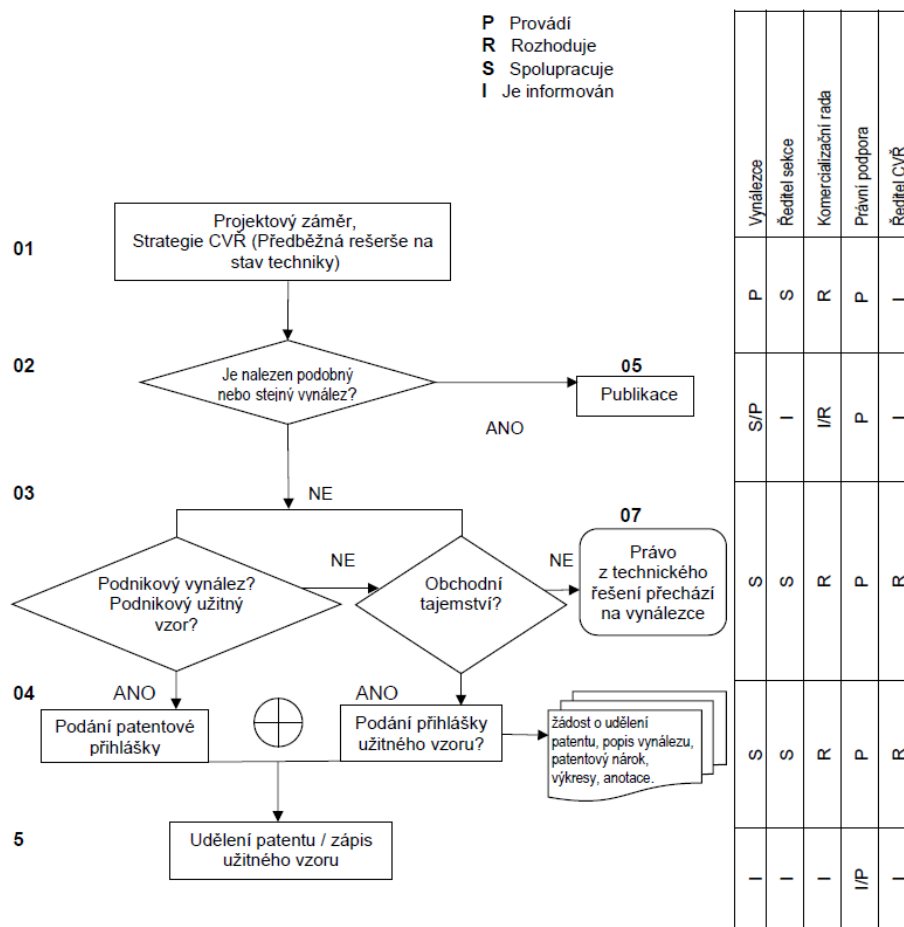 P Provádí
R Rozhoduje
S Spolupracuje
I Je informován
Vynálezce
Ředitel sekce
Komercializační rada
Právní podpora
Ředitel CVŘ
01
Projektový záměr,
Strategie CVŘ (Předběžná rešerše na
stav techniky)
P S R P I
02
Je nalezen podobný
nebo stejný vynález?
05
Publikace
ANO
S/P I I/R P I
03
NE
07
Podnikový vynález?
Podnikový užitný
vzor?
NE
Obchodní
tajemství?
NE
Právo
z technického
řešení přechází
na vynálezce
S S R P R
04
ANO
ANO
Podání patentové
přihlášky
Podání přihlášky
užitného vzoru?
žádost o udělení
patentu, popis vynálezu,
patentový nárok,
výkresy, anotace.
S S R P R
5
Udělení patentu / zápis
užitného vzoru
I I I I/P I